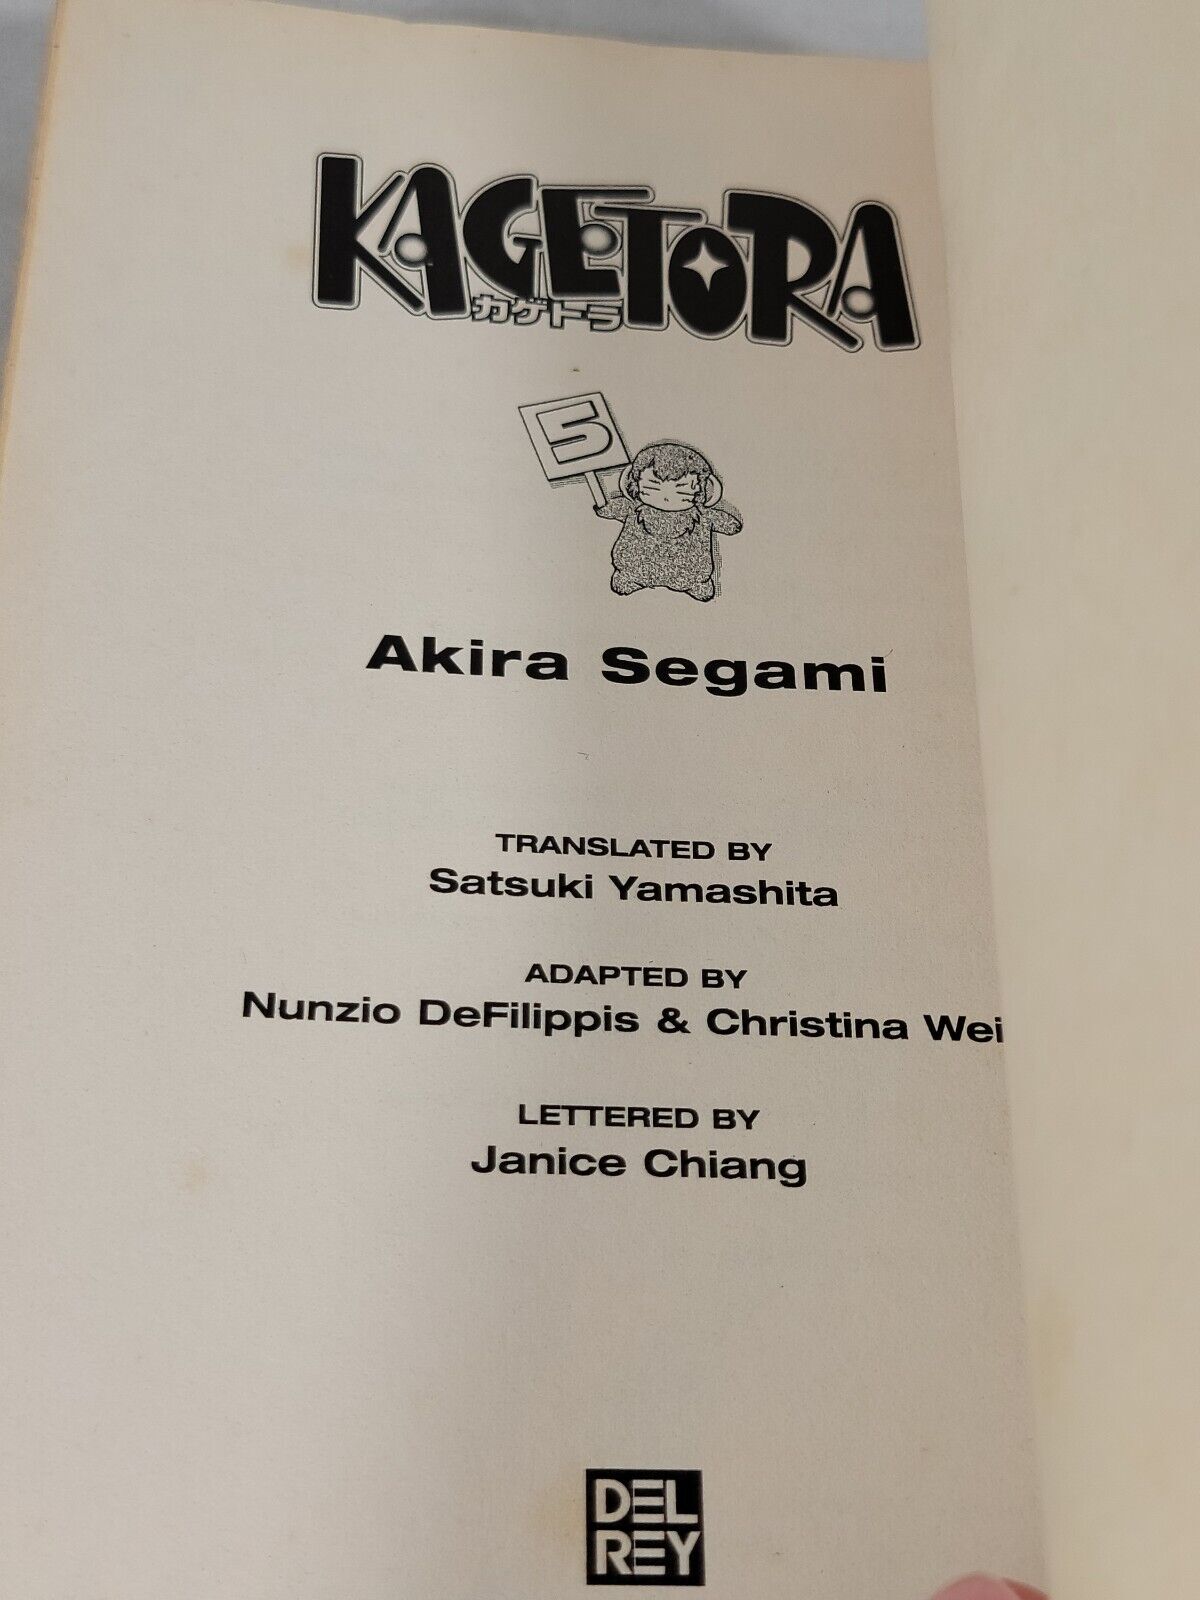 KAGETORA
カゲトラ
5
Akira Segami
TRANSLATED BY
Satsuki Yamashita
ADAPTED BY
Nunzio DeFilippis & Christina Wei
LETTERED BY
Janice Chiang
DEL
REY